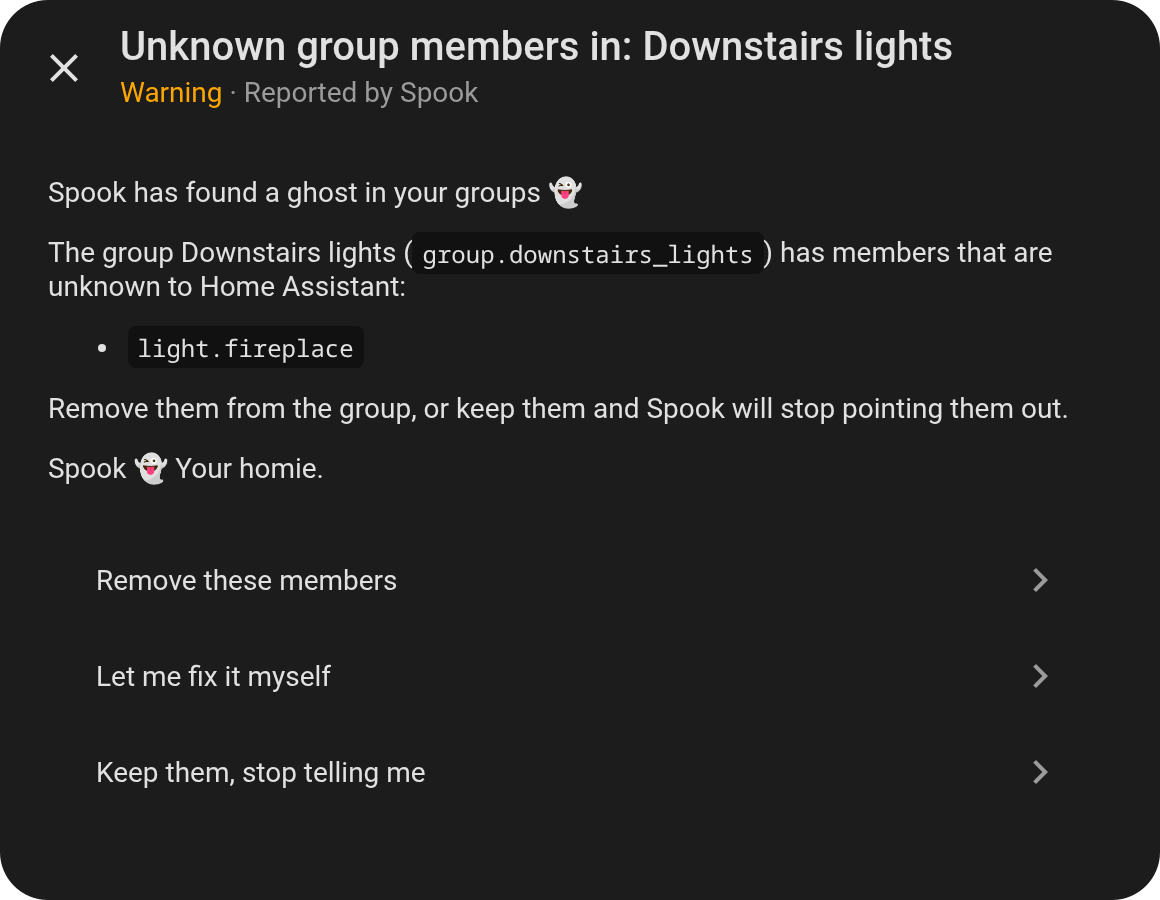 Unknown group members in: Downstairs lights
Warning · Reported by Spook
Spook has found a ghost in your groups 👻
The group Downstairs lights (group.downstairs_lights) has members that are
unknown to Home Assistant:
• light.fireplace
Remove them from the group, or keep them and Spook will stop pointing them out.
Spook 👻 Your homie.
Remove these members
Let me fix it myself
Keep them, stop telling me